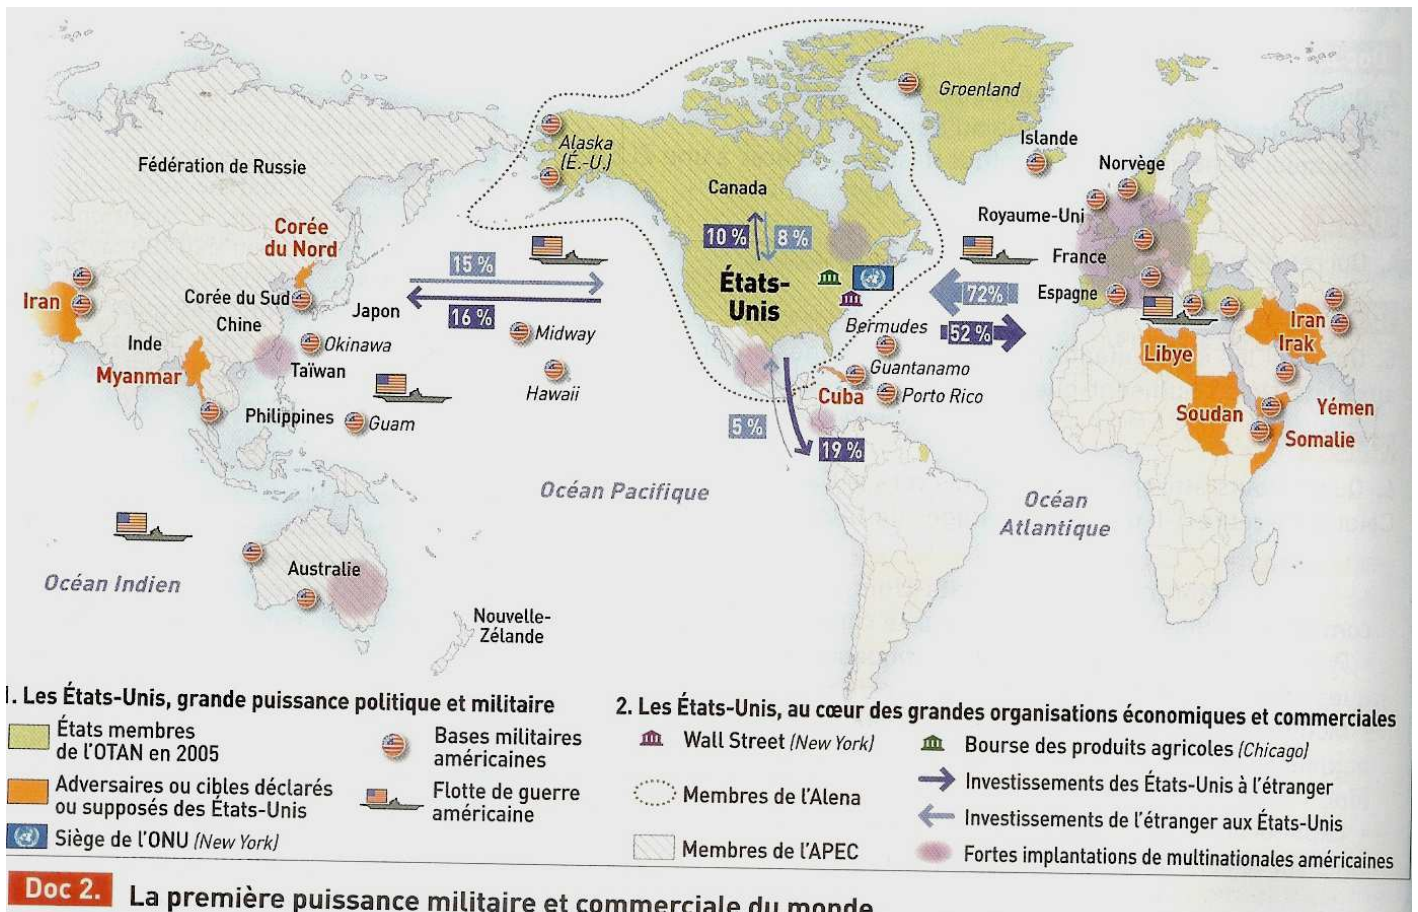 Fédération de Russie
Alaska
(É.-U.)
Canada
Groenland
Islande
Norvège
Royaume-Uni
France
Espagne
10 %
8 %
États-
Unis
72%
52 %
15 %
16 %
Corée
du Nord
Iran
Corée du Sud
Japon
Chine
Inde
Okinawa
Myanmar
Taïwan
Philippines
Guam
Midway
Hawaii
Bermudes
Guantanamo
Cuba
Porto Rico
5 %
19 %
Libye
Iran
Irak
Soudan
Yémen
Somalie
Océan Pacifique
Océan
Atlantique
Océan Indien
Australie
Nouvelle-
Zélande
1. Les États-Unis, grande puissance politique et militaire
États membres
de l'OTAN en 2005
Adversaires ou cibles déclarés
ou supposés des États-Unis
Siège de l'ONU (New York)
Bases militaires
américaines
Flotte de guerre
américaine
2. Les États-Unis, au cœur des grandes organisations économiques et commerciales
Wall Street (New York)
Membres de l'Alena
Membres de l'APEC
Bourse des produits agricoles (Chicago)
Investissements des États-Unis à l'étranger
Investissements de l'étranger aux États-Unis
Fortes implantations de multinationales américaines
Doc 2. La première puissance militaire et commerciale du monde